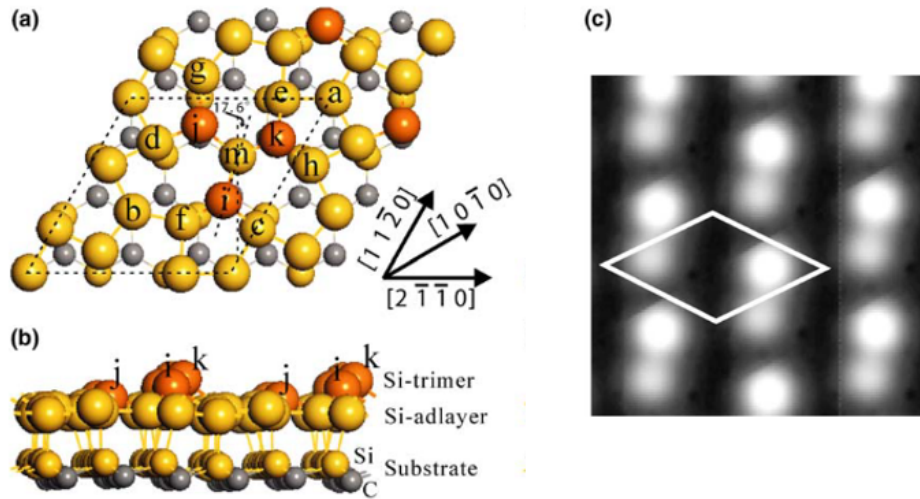 (a)
g
e
a
17.6°
j
k
d
m
h
i
b
f
c
[1 1 2̄ 0]
[1 0 1̄ 0]
[2 1̄ 1̄ 0]
(b)
j
i
k
j
i
k
Si-trimer
Si-adlayer
Si
Substrate
C
(c)